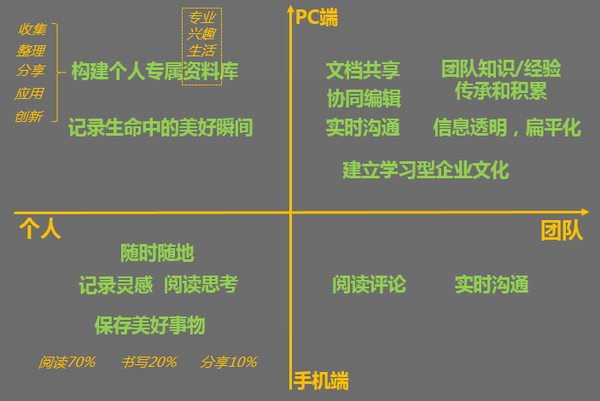 PC端
专业
兴趣
生活
收集
整理
分享
应用
创新
构建个人专属资料库
记录生命中的美好瞬间
文档共享
协同编辑
实时沟通
团队知识/经验
传承和积累
信息透明，扁平化
建立学习型企业文化
个人
团队
随时随地
记录灵感 阅读思考
保存美好事物
阅读70% 书写20% 分享10%
阅读评论 实时沟通
手机端